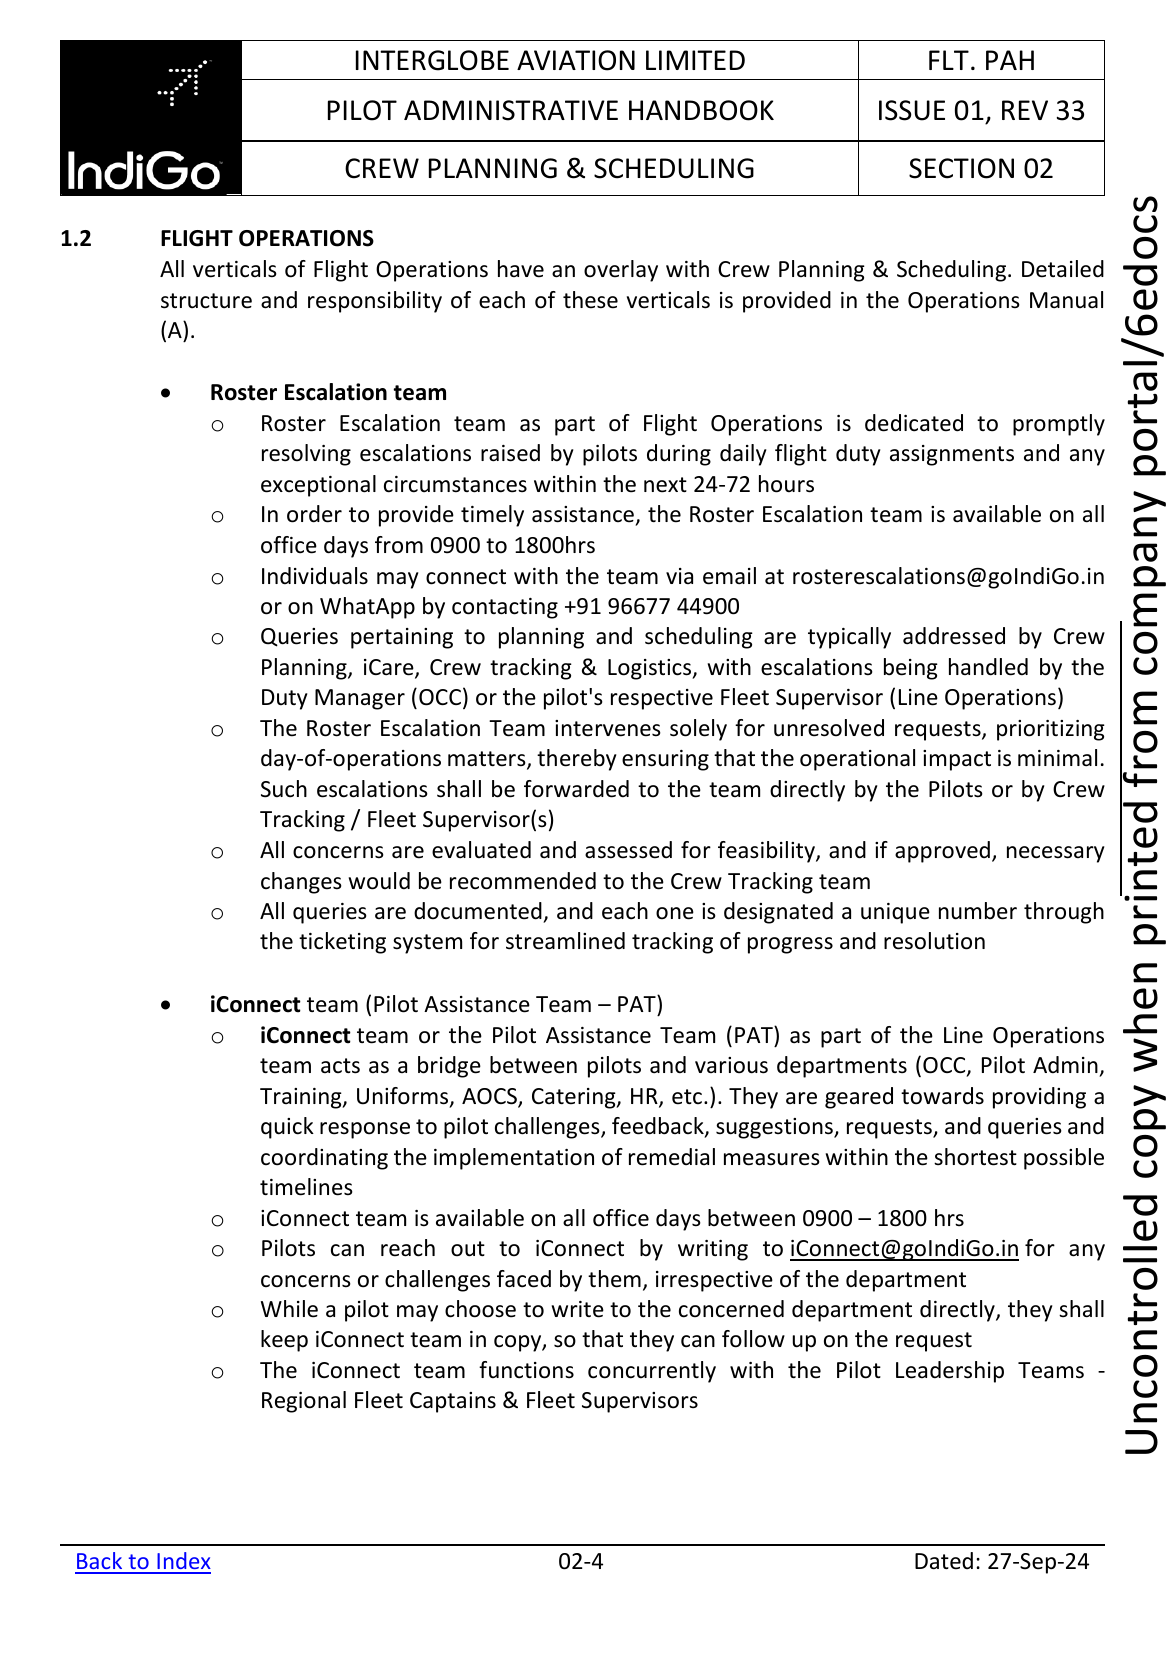 IndiGo
INTERGLOBE AVIATION LIMITED
FLT. PAH
PILOT ADMINISTRATIVE HANDBOOK
ISSUE 01, REV 33
CREW PLANNING & SCHEDULING
SECTION 02
1.2 FLIGHT OPERATIONS
All verticals of Flight Operations have an overlay with Crew Planning & Scheduling. Detailed
structure and responsibility of each of these verticals is provided in the Operations Manual
(A).
• Roster Escalation team
o Roster Escalation team as part of Flight Operations is dedicated to promptly
resolving escalations raised by pilots during daily flight duty assignments and any
exceptional circumstances within the next 24-72 hours
o In order to provide timely assistance, the Roster Escalation team is available on all
office days from 0900 to 1800hrs
o Individuals may connect with the team via email at rosterescalations@goIndiGo.in
or on WhatApp by contacting +91 96677 44900
o Queries pertaining to planning and scheduling are typically addressed by Crew
Planning, iCare, Crew tracking & Logistics, with escalations being handled by the
Duty Manager (OCC) or the pilot's respective Fleet Supervisor (Line Operations)
o The Roster Escalation Team intervenes solely for unresolved requests, prioritizing
day-of-operations matters, thereby ensuring that the operational impact is minimal.
Such escalations shall be forwarded to the team directly by the Pilots or by Crew
Tracking / Fleet Supervisor(s)
o All concerns are evaluated and assessed for feasibility, and if approved, necessary
changes would be recommended to the Crew Tracking team
o All queries are documented, and each one is designated a unique number through
the ticketing system for streamlined tracking of progress and resolution
• iConnect team (Pilot Assistance Team – PAT)
o iConnect team or the Pilot Assistance Team (PAT) as part of the Line Operations
team acts as a bridge between pilots and various departments (OCC, Pilot Admin,
Training, Uniforms, AOCS, Catering, HR, etc.). They are geared towards providing a
quick response to pilot challenges, feedback, suggestions, requests, and queries and
coordinating the implementation of remedial measures within the shortest possible
timelines
o iConnect team is available on all office days between 0900 – 1800 hrs
o Pilots can reach out to iConnect by writing to iConnect@goIndiGo.in for any
concerns or challenges faced by them, irrespective of the department
o While a pilot may choose to write to the concerned department directly, they shall
keep iConnect team in copy, so that they can follow up on the request
o The iConnect team functions concurrently with the Pilot Leadership Teams -
Regional Fleet Captains & Fleet Supervisors
Back to Index
02-4
Dated: 27-Sep-24
Uncontrolled copy when printed from company portal/6edocs